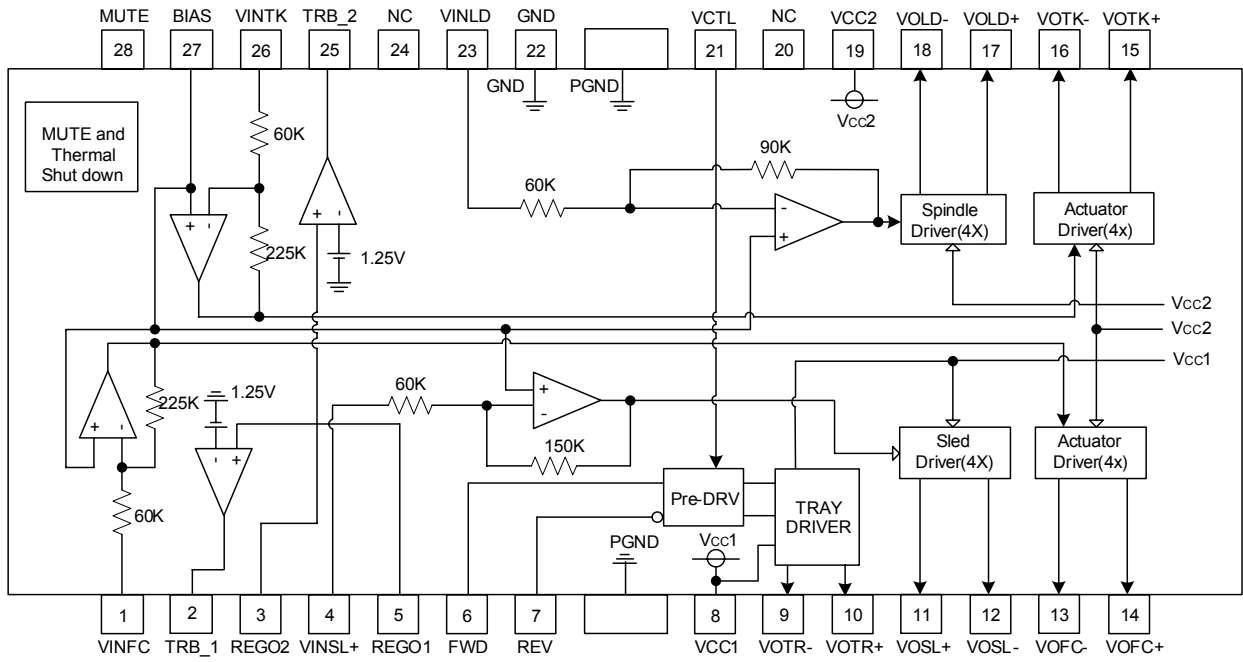 MUTE BIAS VINTK TRB_2 NC VINLD GND VCTL NC VCC2 VOLD- VOLD+ VOTK- VOTK+
28 27 26 25 24 23 22 21 20 19 18 17 16 15
GND PGND
Vcc2
MUTE and
Thermal
Shut down
60K
90K
60K
+ - + -
225K
1.25V
-
+
Spindle
Driver(4X)
Actuator
Driver(4x)
Vcc2
Vcc2
Vcc1
225K
1.25V
60K
+
-
+ - - +
150K
Sled
Driver(4X)
Actuator
Driver(4x)
60K
Pre-DRV
TRAY
DRIVER
PGND
Vcc1
1 2 3 4 5 6 7 8 9 10 11 12 13 14
VINFC TRB_1 REGO2 VINSL+ REGO1 FWD REV VCC1 VOTR- VOTR+ VOSL+ VOSL- VOFC- VOFC+